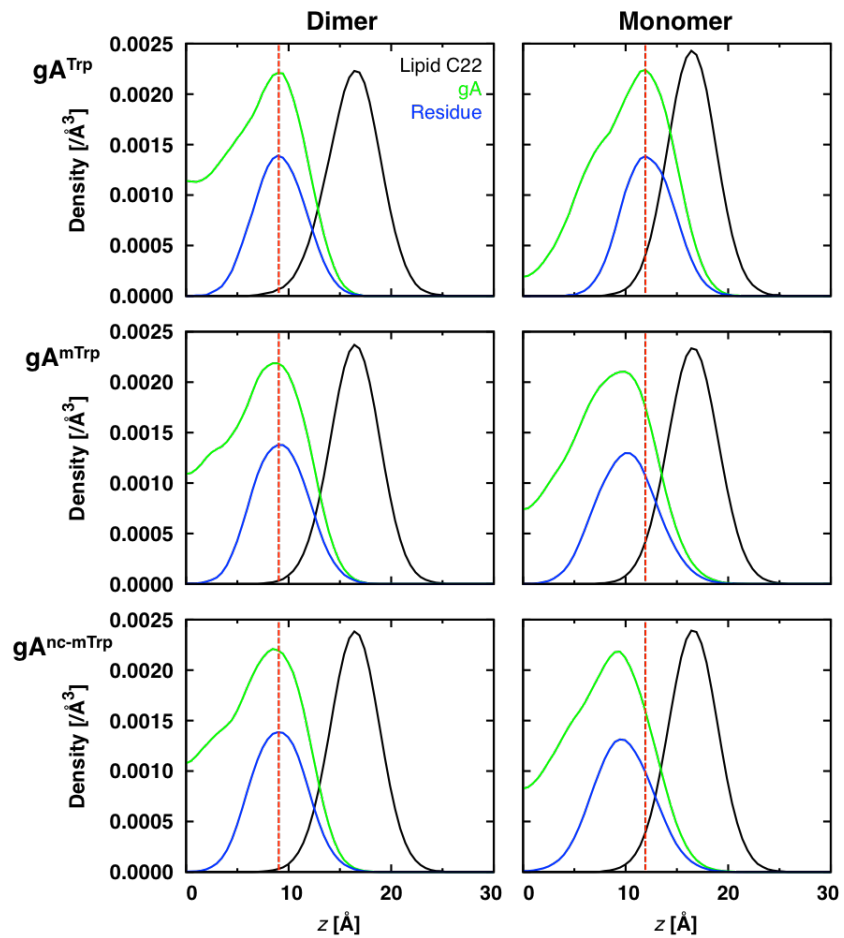 Dimer
Monomer
gA^Trp
Density [/Å³]
0.0025
0.0020
0.0015
0.0010
0.0005
0.0000
Lipid C22
gA
Residue
gA^mTrp
Density [/Å³]
0.0025
0.0020
0.0015
0.0010
0.0005
0.0000
gA^nc-mTrp
Density [/Å³]
0.0025
0.0020
0.0015
0.0010
0.0005
0.0000
0 10 20 30
0 10 20 30
z [Å]
z [Å]